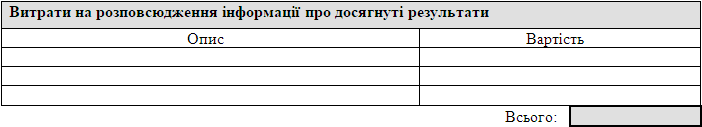 Витрати на розповсюдження інформації про досягнуті результати
Опис Вартість
Всього: